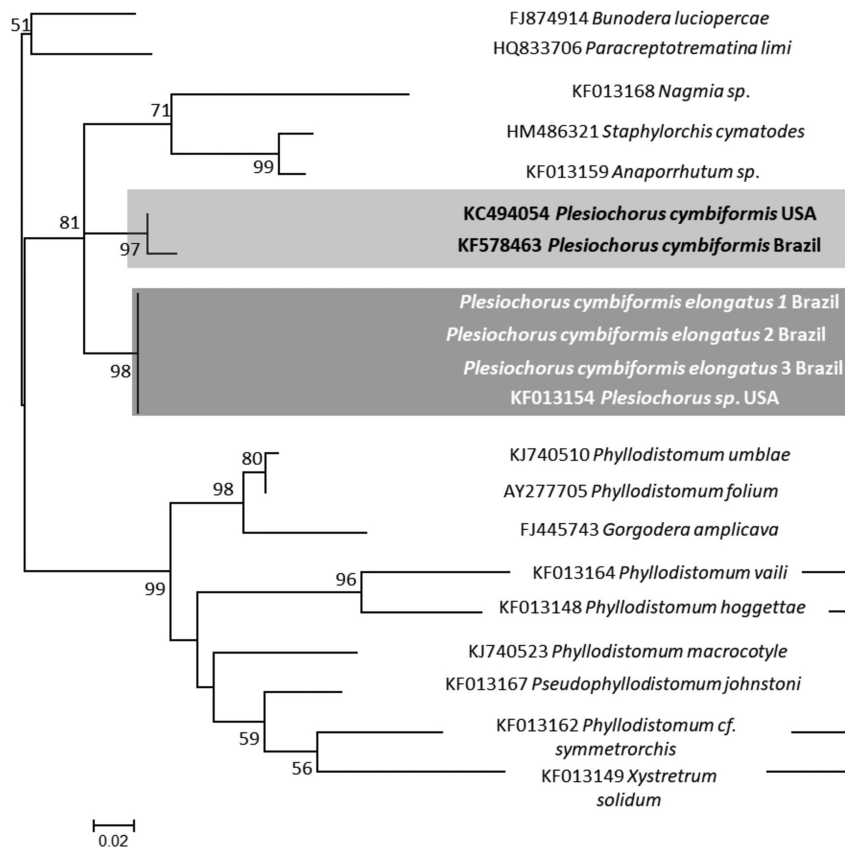 51
FJ874914 Bunodera luciopercae
HQ833706 Paracreptotrematina limi
KF013168 Nagmia sp.
71
HM486321 Staphylorchis cymatodes
99
KF013159 Anaporrhutum sp.
81
KC494054 Plesiochorus cymbiformis USA
97
KF578463 Plesiochorus cymbiformis Brazil
Plesiochorus cymbiformis elongatus 1 Brazil
Plesiochorus cymbiformis elongatus 2 Brazil
98
Plesiochorus cymbiformis elongatus 3 Brazil
KF013154 Plesiochorus sp. USA
80
KJ740510 Phyllodistomum umblae
98
AY277705 Phyllodistomum folium
FJ445743 Gorgodera amplicava
99
96
KF013164 Phyllodistomum vaili
KF013148 Phyllodistomum hoggettae
KJ740523 Phyllodistomum macrocotyle
KF013167 Pseudophyllodistomum johnstoni
59
KF013162 Phyllodistomum cf.
symmetrorchis
56
KF013149 Xystretrum
solidum
0.02